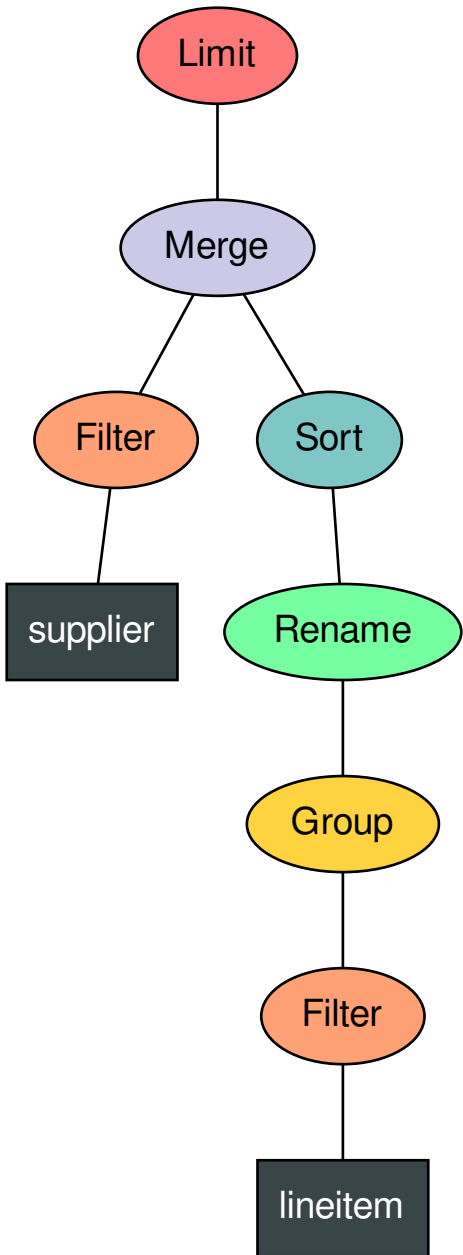 Limit
Merge
Filter
Sort
supplier
Rename
Group
Filter
lineitem